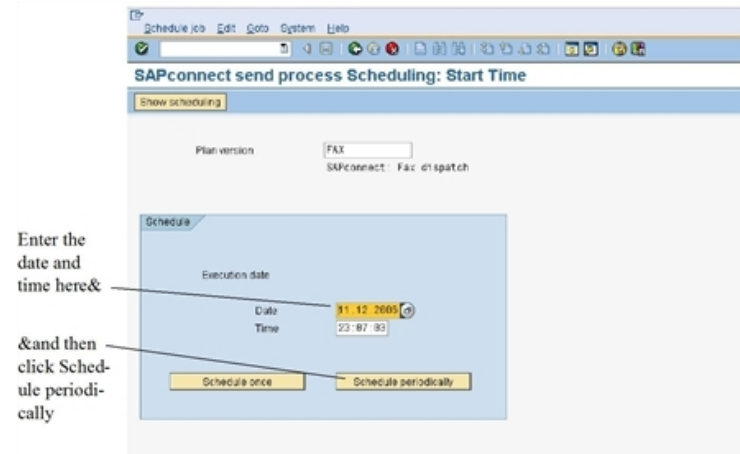 Schedule job Edit Goto System Help
SAPconnect send process Scheduling: Start Time
Show scheduling
Plan version FAX
SAPconnect: Fax dispatch
Schedule
Enter the
date and
time here&
Execution date
Date 11.12.2005
Time 23:07:03
&and then
click Sched-
ule periodi-
cally
Schedule once Schedule periodically